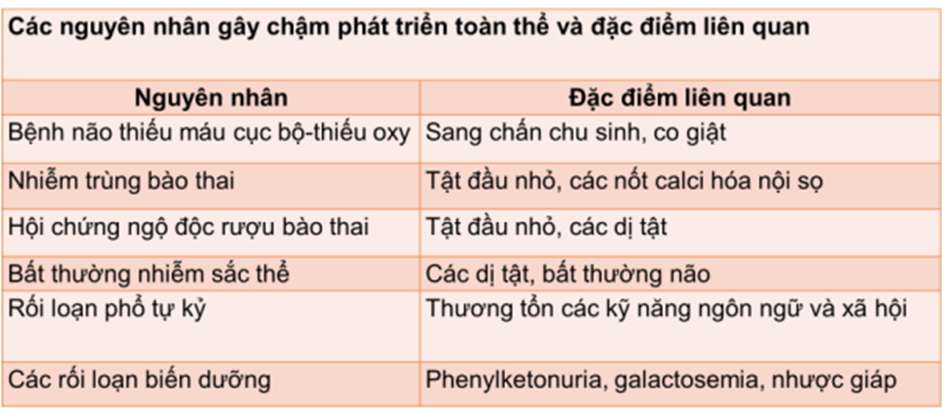 Các nguyên nhân gây chậm phát triển toàn thể và đặc điểm liên quan
Nguyên nhân Đặc điểm liên quan
Bệnh não thiếu máu cục bộ-thiếu oxy Sang chấn chu sinh, co giật
Nhiễm trùng bào thai Tật đầu nhỏ, các nốt calci hóa nội sọ
Hội chứng ngộ độc rượu bào thai Tật đầu nhỏ, các dị tật
Bất thường nhiễm sắc thể Các dị tật, bất thường não
Rối loạn phổ tự kỷ Thương tổn các kỹ năng ngôn ngữ và xã hội
Các rối loạn biến dưỡng Phenylketonuria, galactosemia, nhược giáp